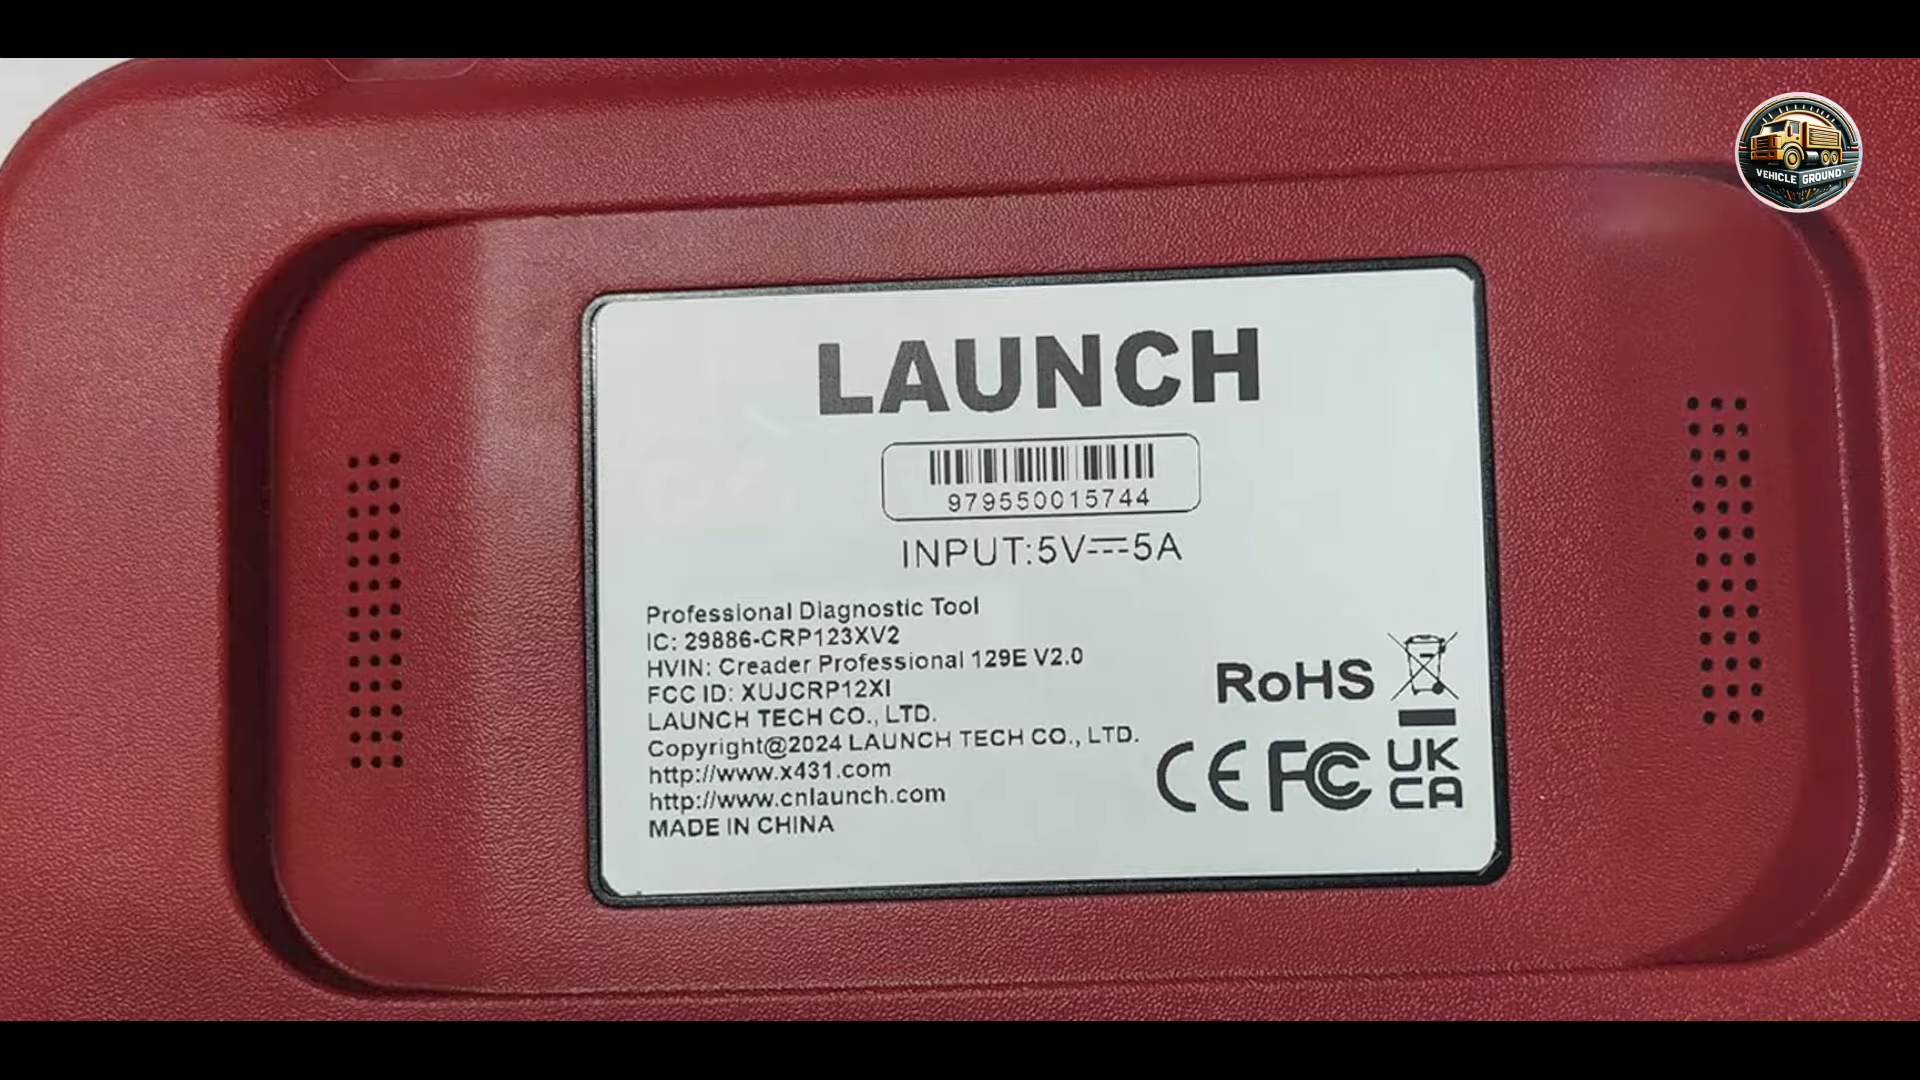 VEHICLE GROUND
LAUNCH
979550015744
INPUT:5V⎓5A
Professional Diagnostic Tool
IC: 29886-CRP123XV2
HVIN: Creader Professional 129E V2.0
FCC ID: XUJCRP12XI
LAUNCH TECH CO., LTD.
Copyright@2024 LAUNCH TECH CO., LTD.
http://www.x431.com
http://www.cnlaunch.com
MADE IN CHINA
RoHS
CE FC UK
CA